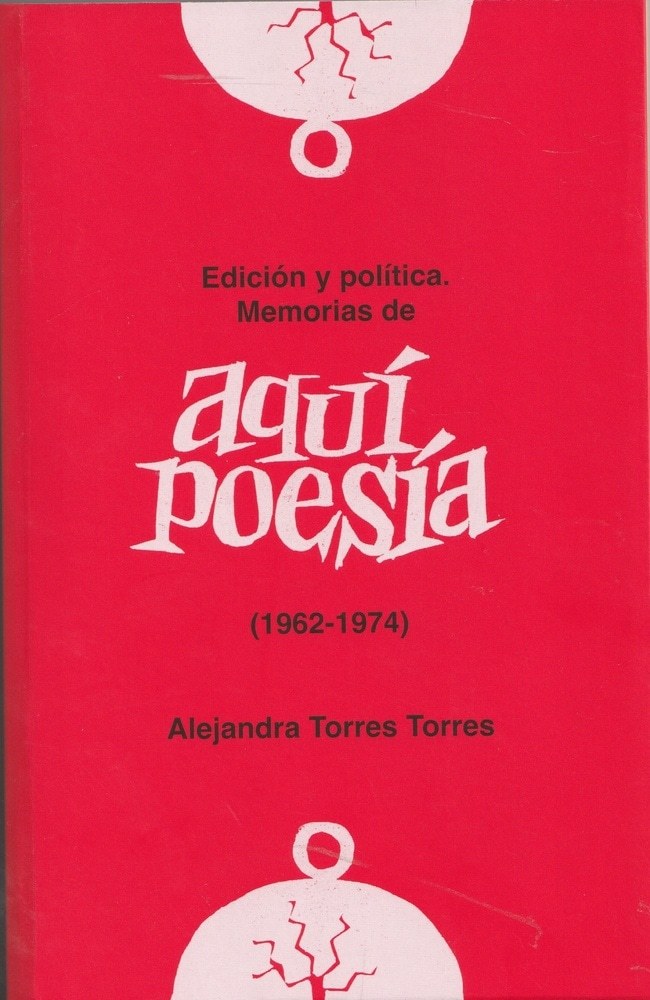 Edición y política.
Memorias de
aquí
poesía
(1962-1974)
Alejandra Torres Torres